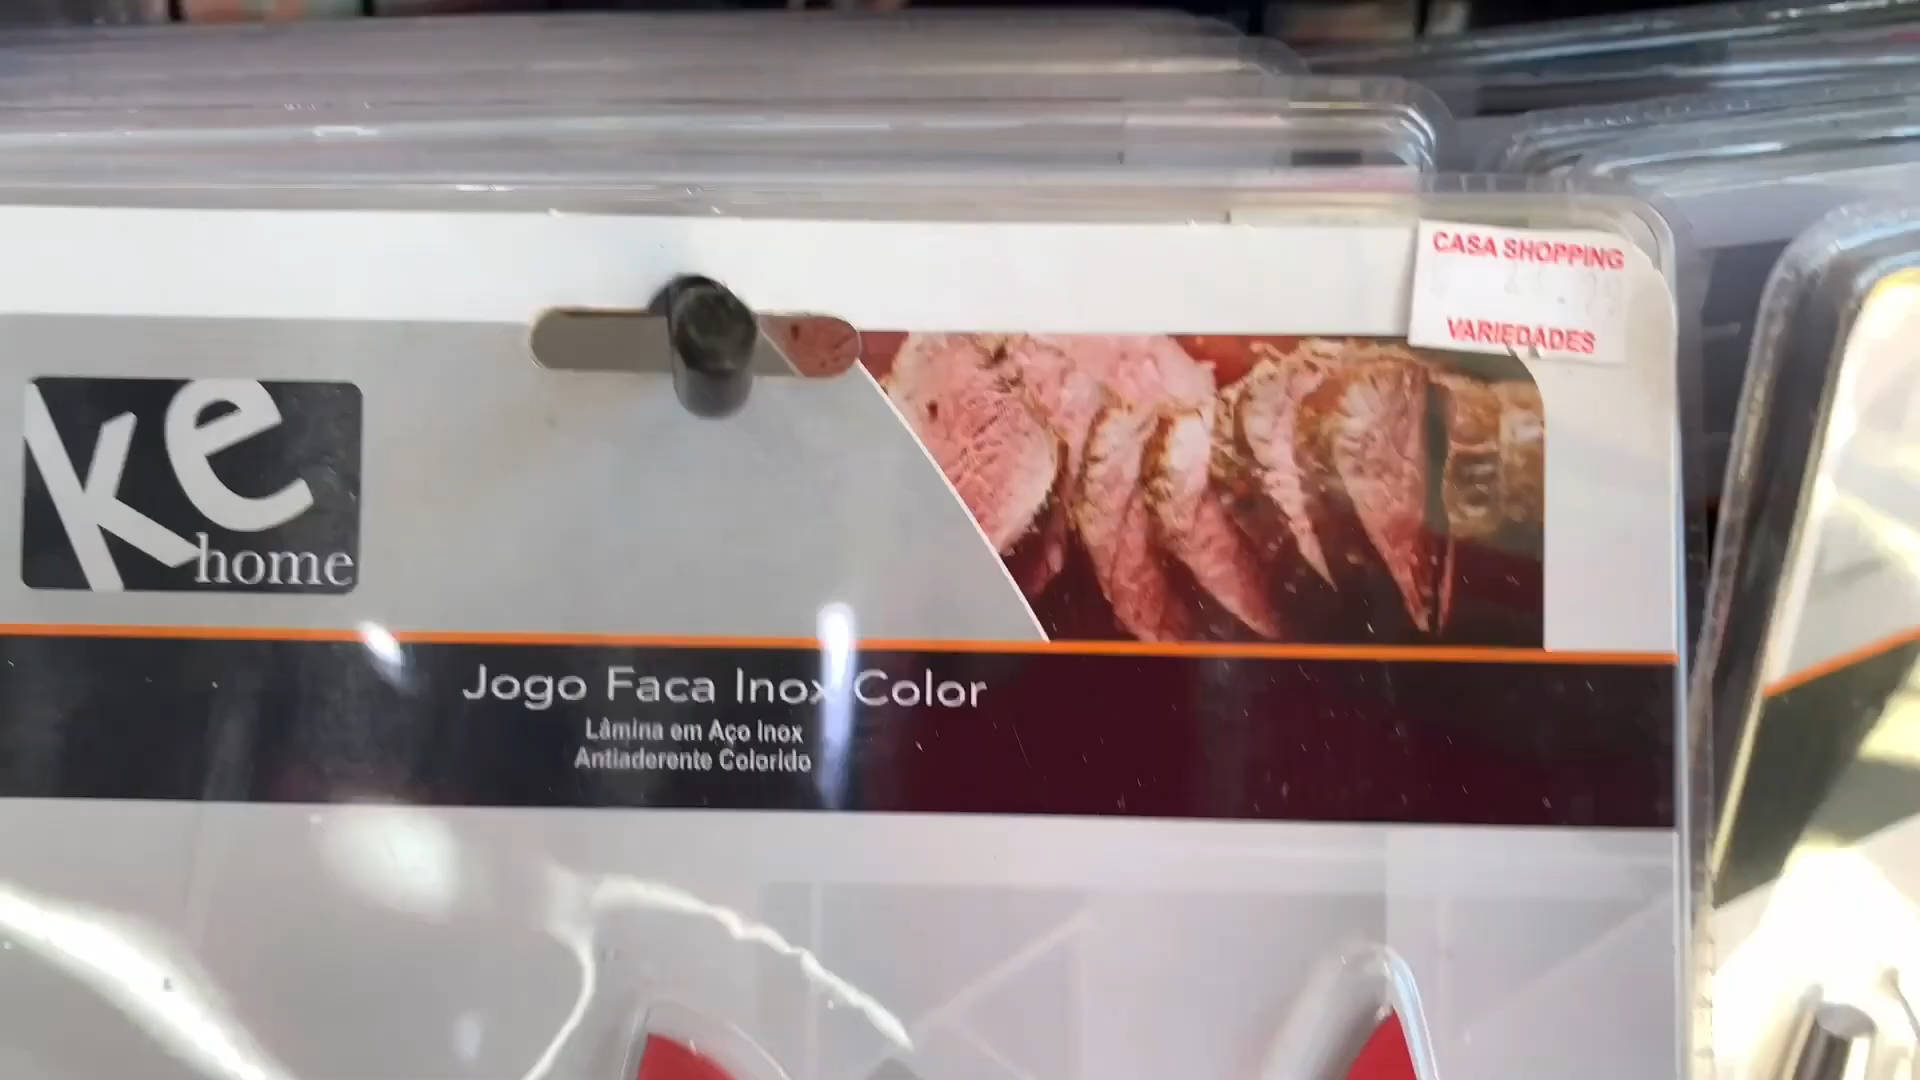 CASA SHOPPING
VARIEDADES
ke
home
Jogo Faca Inox Color
Lâmina em Aço Inox
Antiaderente Colorido